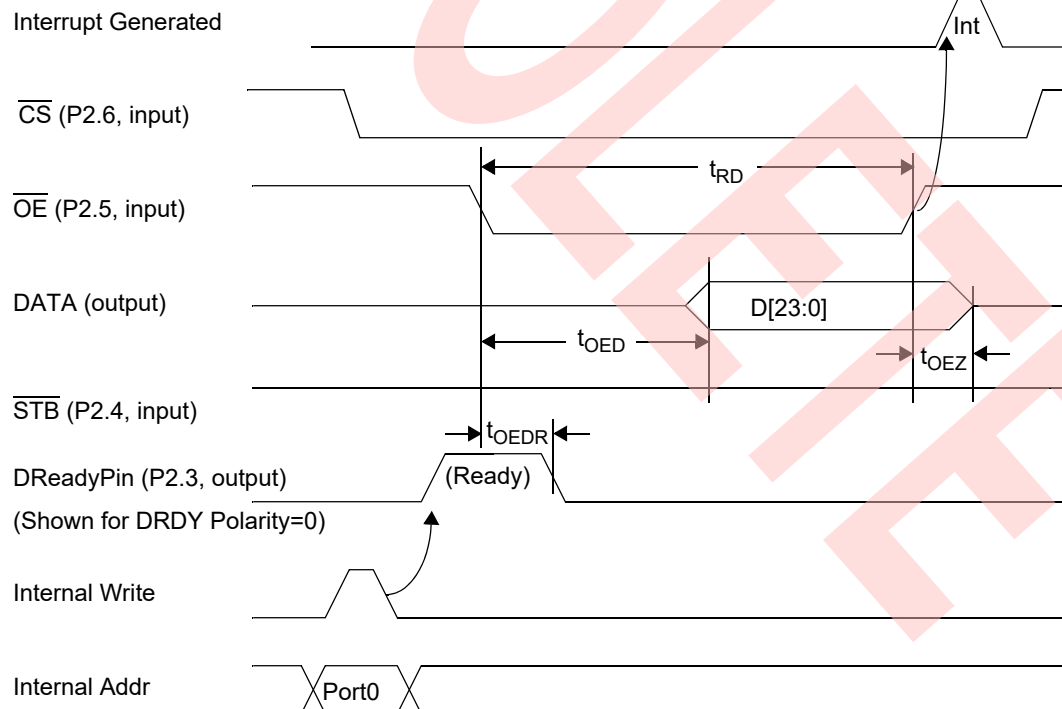 Interrupt Generated
Int
CS (P2.6, input)
tRD
OE (P2.5, input)
DATA (output)
D[23:0]
tOED
tOEZ
STB (P2.4, input)
tOEDR
DReadyPin (P2.3, output)
(Ready)
(Shown for DRDY Polarity=0)
Internal Write
Internal Addr
Port0